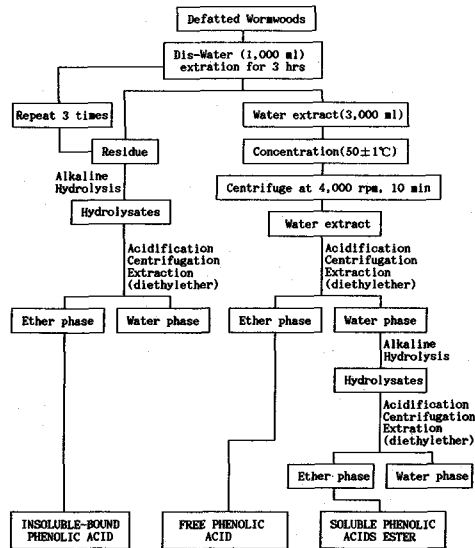 Defatted Wormwoods
Dis-Water (1,000 ml)
extration for 3 hrs
Repeat 3 times
Water extract(3,000 ml)
Residue
Concentration(50±1℃)
Alkaline
Hydrolysis
Centrifuge at 4,000 rpm, 10 min
Hydrolysates
Water extract
Acidification
Centrifugation
Extraction
(diethylether)
Acidification
Centrifugation
Extraction
(diethylether)
Ether phase
Water phase
Ether phase
Water phase
Alkaline
Hydrolysis
Hydrolysates
Acidification
Centrifugation
Extration
(diethylether)
Ether phase
Water phase
INSOLUBLE-BOUND
PHENOLIC ACID
FREE PHENOLIC
ACID
SOLUBLE PHENOLIC
ACIDS ESTER